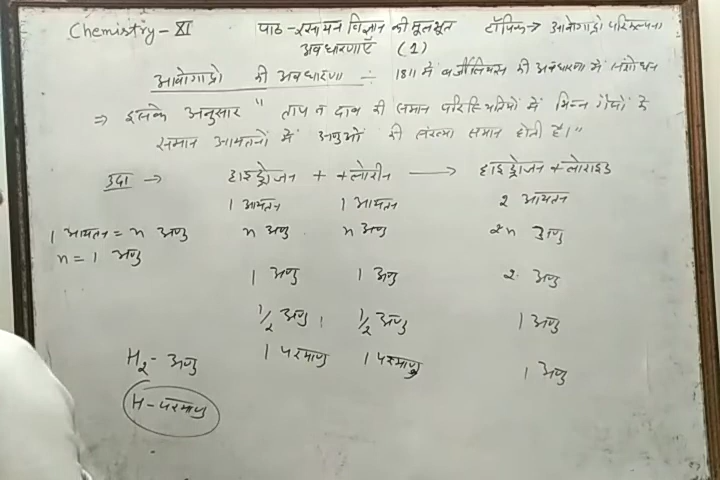 Chemistry-XI पाठ-रसायन विज्ञान की मूलभूत अवधारणाएँ (1) टॉपिक→ आवोगाद्रो परिकल्पना
आवोगाद्रो की अवधारणा ÷ 1811 में बर्जीलियस की अवधारणा में संशोधन
⇒ इसके अनुसार " ताप व दाब की समान परिस्थितियों में भिन्न गैसों के
समान आयतनों में अणुओं की संख्या समान होती है।"
उदा → हाइड्रोजन + क्लोरीन → हाइड्रोजन क्लोराइड
1 आयतन 1 आयतन 2 आयतन
1 आयतन = n अणु n अणु n अणु 2n अणु
n = 1 अणु
1 अणु 1 अणु 2 अणु
1/2 अणु 1/2 अणु 1 अणु
H2- अणु 1 परमाणु 1 परमाणु 1 अणु
H-परमाणु